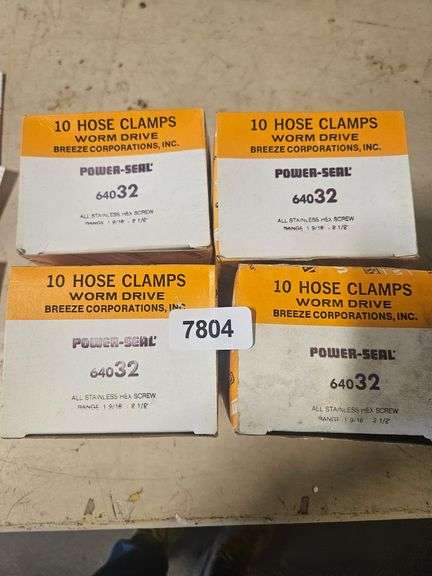 10 HOSE CLAMPS
WORM DRIVE
BREEZE CORPORATIONS, INC.
POWER-SEAL
64032
ALL STAINLESS HEX SCREW
RANGE 1 9/16 - 2 1/2"
10 HOSE CLAMPS
WORM DRIVE
BREEZE CORPORATIONS, INC.
POWER-SEAL
64032
ALL STAINLESS HEX SCREW
RANGE 1 9/16 - 2 1/2"
10 HOSE CLAMPS
WORM DRIVE
BREEZE CORPORATIONS, INC
POWER-SEAL
64032
ALL STAINLESS HEX SCREW
RANGE 1 9/16 - 2 1/2"
7804
10 HOSE CLAMPS
WORM DRIVE
BREEZE CORPORATIONS, INC.
POWER-SEAL
64032
ALL STAINLESS HEX SCREW
RANGE 1 9/16 - 2 1/2"